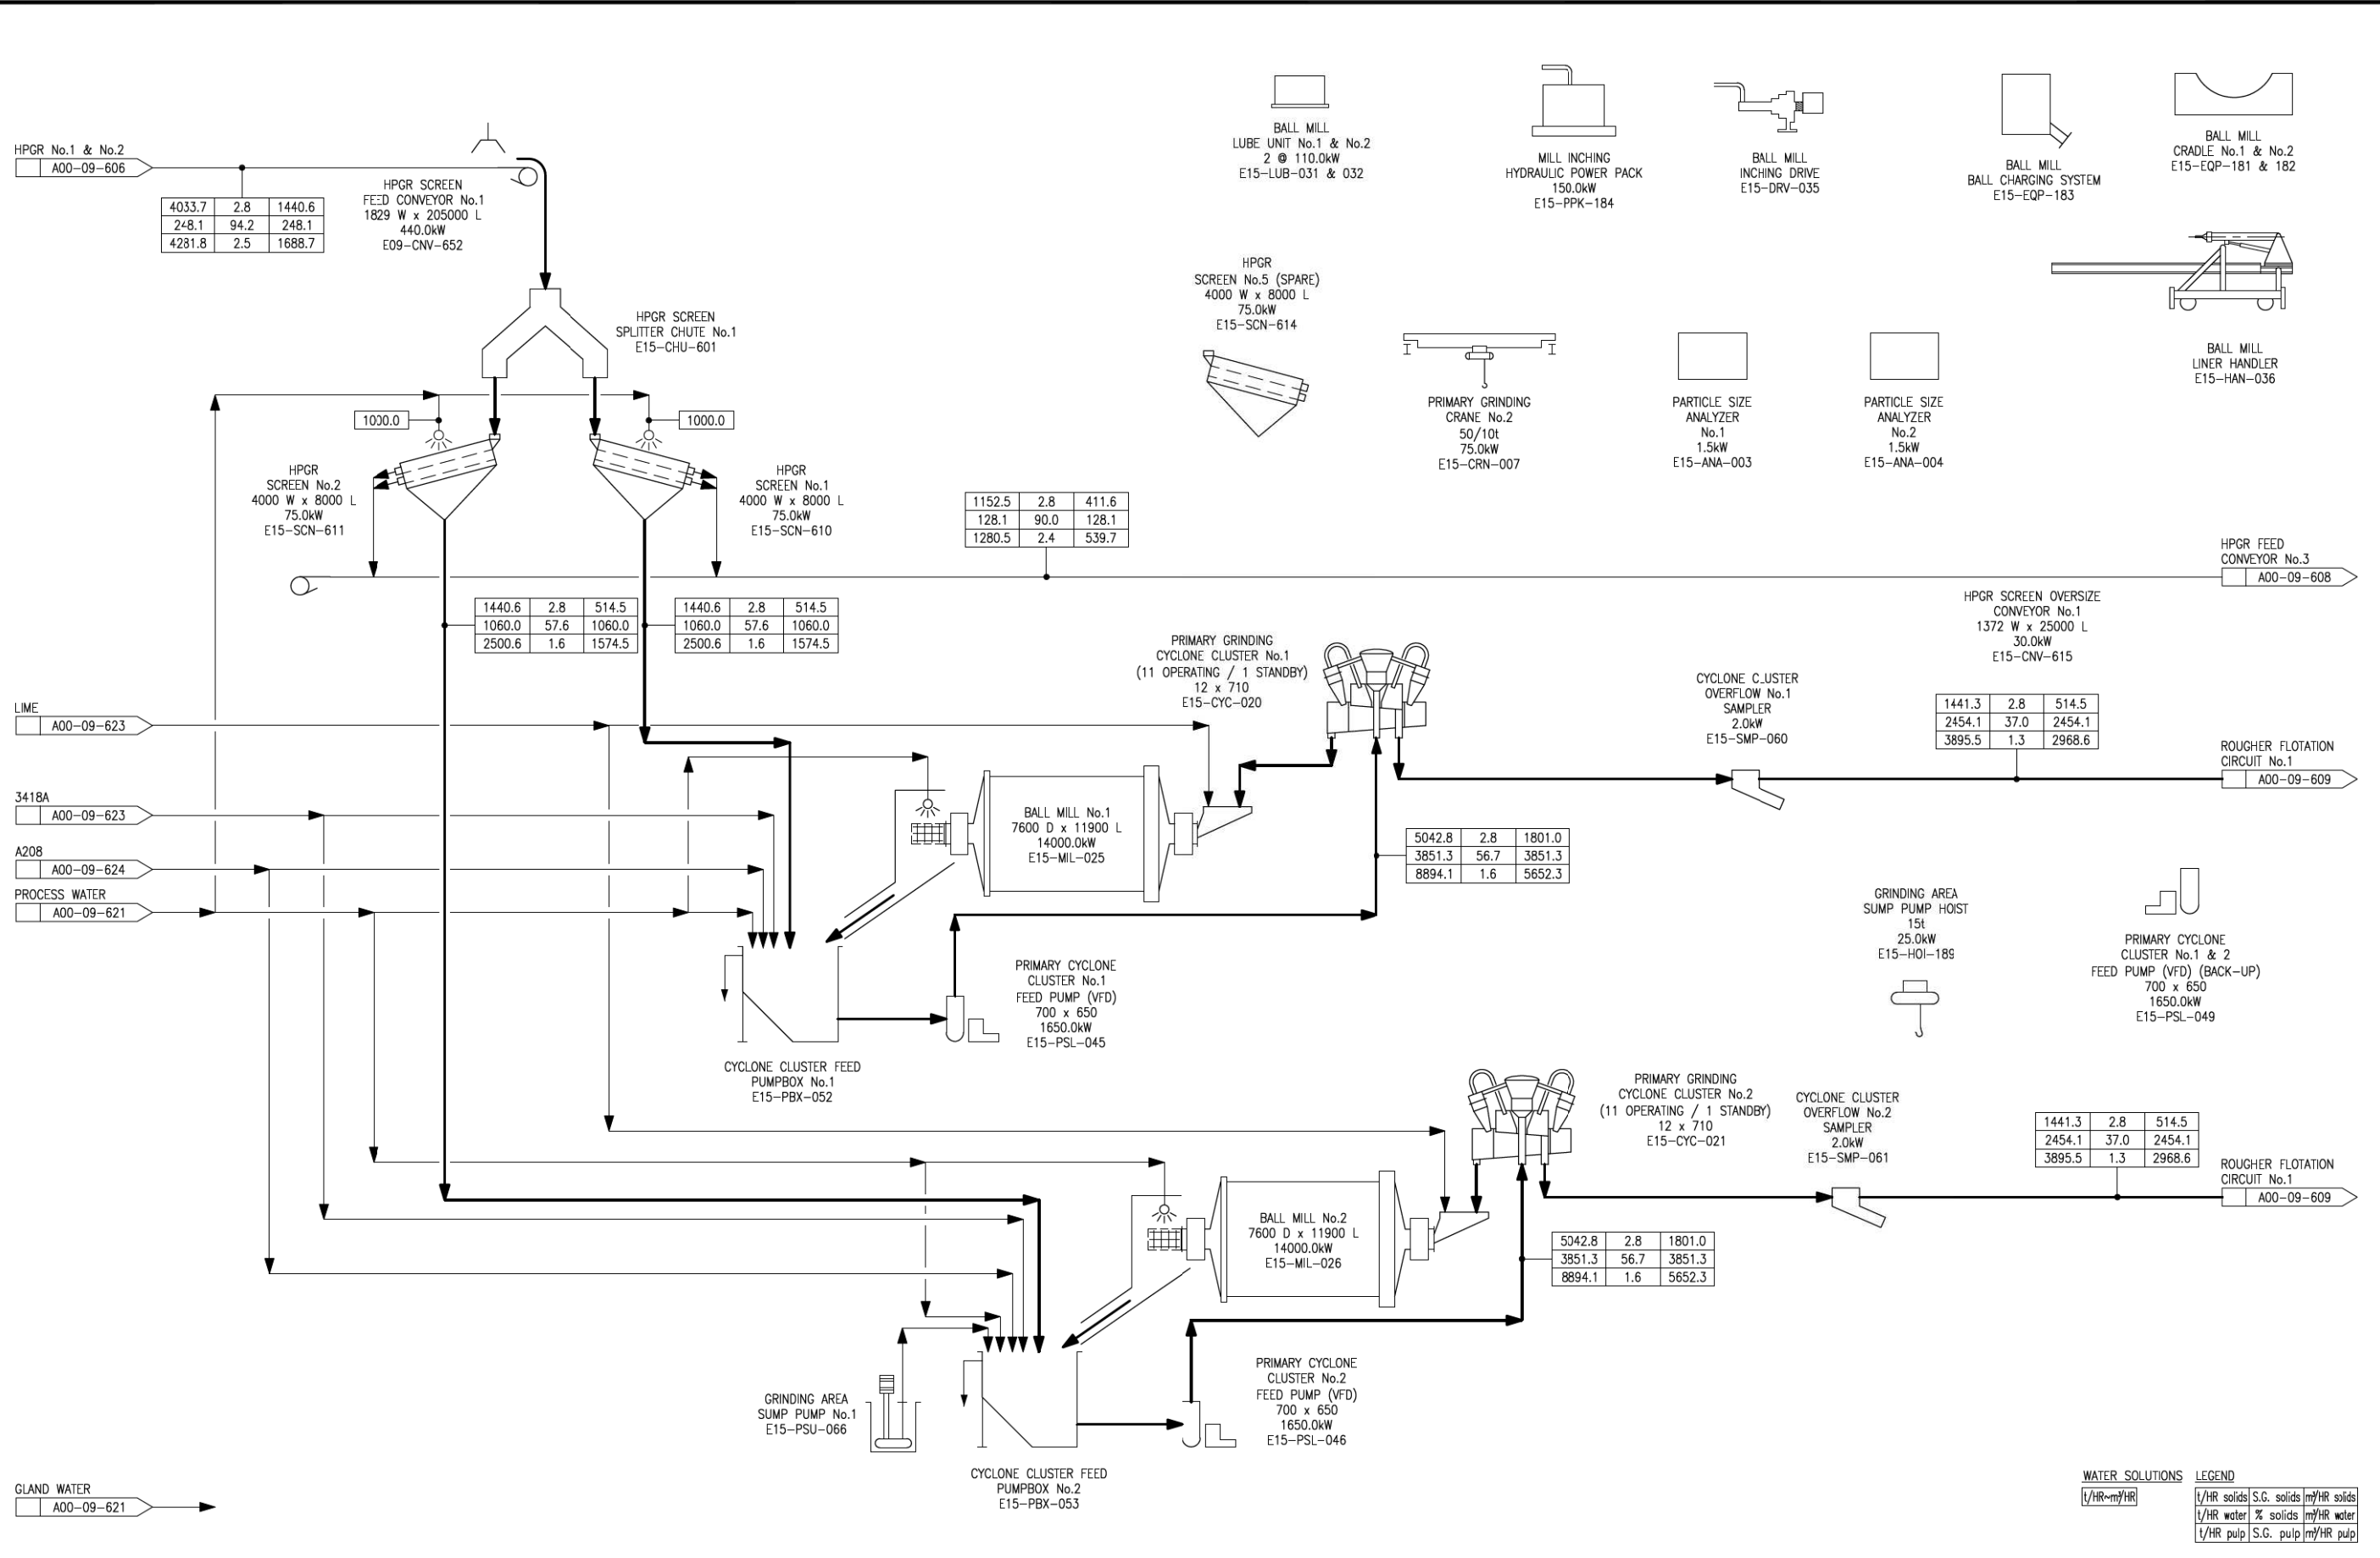 BALL MILL
LUBE UNIT No.1 & No.2
2 @ 110.0kW
E15-LUB-031 & 032
MILL INCHING
HYDRAULIC POWER PACK
150.0kW
E15-PPK-184
BALL MILL
INCHING DRIVE
E15-DRV-035
BALL MILL
BALL CHARGING SYSTEM
E15-EQP-183
BALL MILL
CRADLE No.1 & No.2
E15-EQP-181 & 182
HPGR No.1 & No.2
A00-09-606
4033.7 2.8 1440.6
248.1 94.2 248.1
4281.8 2.5 1688.7
HPGR SCREEN
FEED CONVEYOR No.1
1829 W x 205000 L
440.0kW
E09-CNV-652
HPGR SCREEN
SPLITTER CHUTE No.1
E15-CHU-601
HPGR
SCREEN No.5 (SPARE)
4000 W x 8000 L
75.0kW
E15-SCN-614
PRIMARY GRINDING
CRANE No.2
50/10t
75.0kW
E15-CRN-007
PARTICLE SIZE
ANALYZER
No.1
1.5kW
E15-ANA-003
PARTICLE SIZE
ANALYZER
No.2
1.5kW
E15-ANA-004
BALL MILL
LINER HANDLER
E15-HAN-036
1000.0
1000.0
HPGR
SCREEN No.2
4000 W x 8000 L
75.0kW
E15-SCN-611
HPGR
SCREEN No.1
4000 W x 8000 L
75.0kW
E15-SCN-610
1152.5 2.8 411.6
128.1 90.0 128.1
1280.5 2.4 539.7
HPGR FEED
CONVEYOR No.3
A00-09-608
HPGR SCREEN OVERSIZE
CONVEYOR No.1
1372 W x 25000 L
30.0kW
E15-CNV-615
1440.6 2.8 514.5
1060.0 57.6 1060.0
2500.6 1.6 1574.5
1440.6 2.8 514.5
1060.0 57.6 1060.0
2500.6 1.6 1574.5
PRIMARY GRINDING
CYCLONE CLUSTER No.1
(11 OPERATING / 1 STANDBY)
12 x 710
E15-CYC-020
CYCLONE CLUSTER
OVERFLOW No.1
SAMPLER
2.0kW
E15-SMP-060
1441.3 2.8 514.5
2454.1 37.0 2454.1
3895.5 1.3 2968.6
ROUGHER FLOTATION
CIRCUIT No.1
A00-09-609
LIME
A00-09-623
3418A
A00-09-623
A208
A00-09-624
PROCESS WATER
A00-09-621
BALL MILL No.1
7600 D x 11900 L
14000.0kW
E15-MIL-025
5042.8 2.8 1801.0
3851.3 56.7 3851.3
8894.1 1.6 5652.3
GRINDING AREA
SUMP PUMP HOIST
15t
25.0kW
E15-HOI-189
PRIMARY CYCLONE
CLUSTER No.1 & 2
FEED PUMP (VFD) (BACK-UP)
700 x 650
1650.0kW
E15-PSL-049
PRIMARY CYCLONE
CLUSTER No.1
FEED PUMP (VFD)
700 x 650
1650.0kW
E15-PSL-045
CYCLONE CLUSTER FEED
PUMPBOX No.1
E15-PBX-052
PRIMARY GRINDING
CYCLONE CLUSTER No.2
(11 OPERATING / 1 STANDBY)
12 x 710
E15-CYC-021
CYCLONE CLUSTER
OVERFLOW No.2
SAMPLER
2.0kW
E15-SMP-061
1441.3 2.8 514.5
2454.1 37.0 2454.1
3895.5 1.3 2968.6
ROUGHER FLOTATION
CIRCUIT No.1
A00-09-609
BALL MILL No.2
7600 D x 11900 L
14000.0kW
E15-MIL-026
5042.8 2.8 1801.0
3851.3 56.7 3851.3
8894.1 1.6 5652.3
GRINDING AREA
SUMP PUMP No.1
E15-PSU-066
PRIMARY CYCLONE
CLUSTER No.2
FEED PUMP (VFD)
700 x 650
1650.0kW
E15-PSL-046
CYCLONE CLUSTER FEED
PUMPBOX No.2
E15-PBX-053
GLAND WATER
A00-09-621
WATER SOLUTIONS
t/HR~m³/HR
LEGEND
t/HR solids S.G. solids m³/HR solids
t/HR water % solids m³/HR water
t/HR pulp S.G. pulp m³/HR pulp